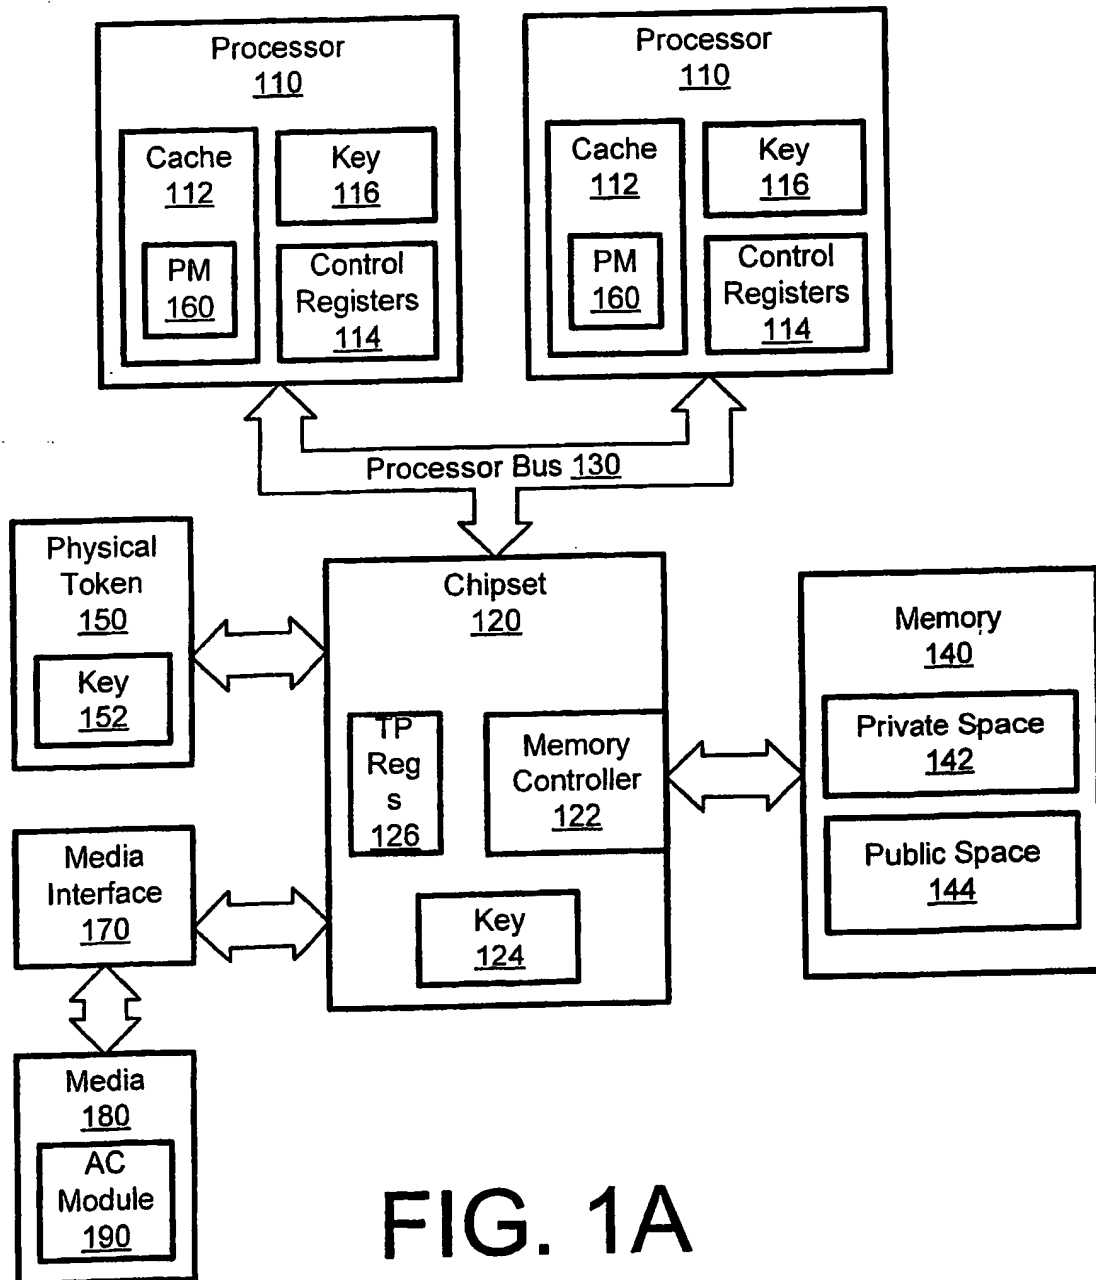 Processor
110
Cache
112
PM
160
Key
116
Control
Registers
114
Processor
110
Cache
112
PM
160
Key
116
Control
Registers
114
Processor Bus 130
Physical
Token
150
Key
152
Chipset
120
TP
Reg
s
126
Memory
Controller
122
Key
124
Memory
140
Private Space
142
Public Space
144
Media
Interface
170
Media
180
AC
Module
190
FIG. 1A